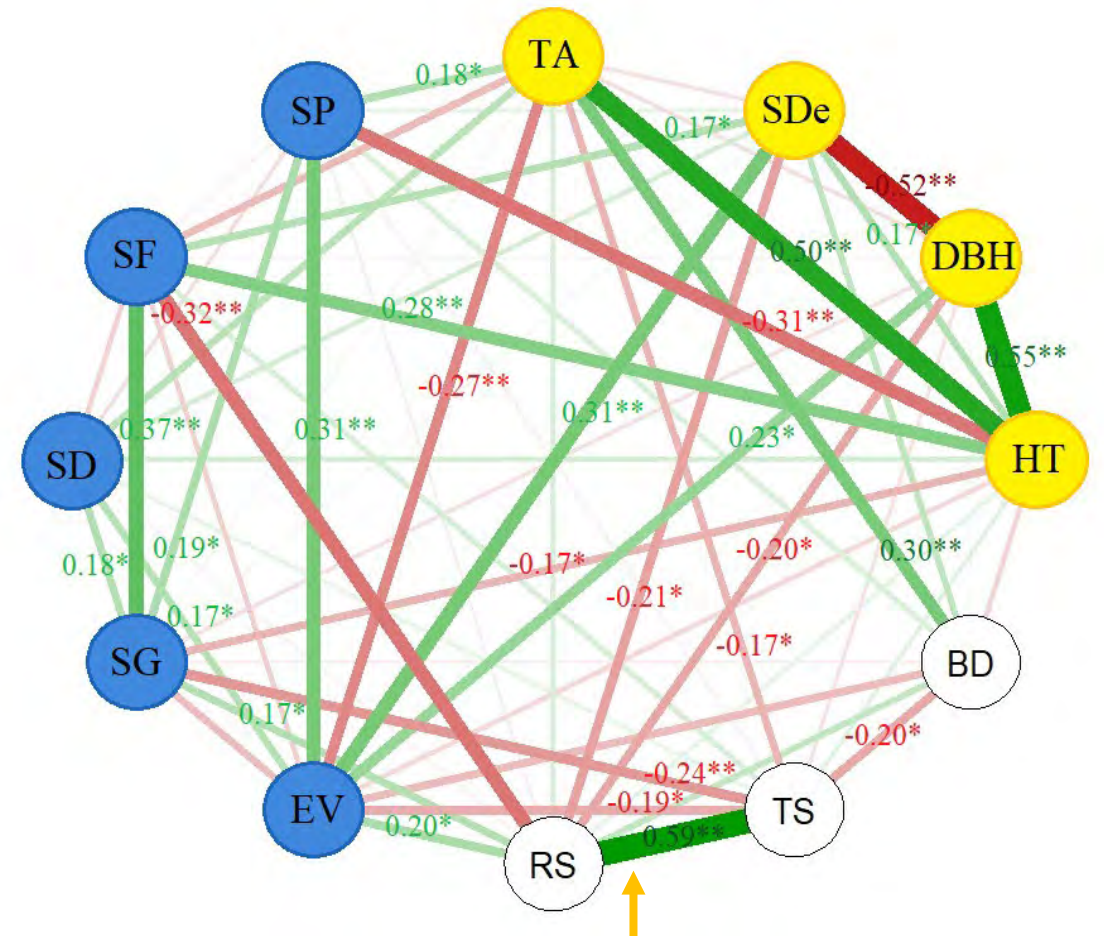 TA
SP
SDe
0.18*
0.17*
-0.52**
SF
0.17*
DBH
0.50**
-0.32**
0.28**
-0.31**
0.55**
-0.27**
0.37**
0.31**
0.31**
0.23*
SD
HT
0.18*
0.19*
-0.17*
-0.20*
0.30**
0.17*
-0.21*
-0.17*
SG
BD
0.17*
-0.20*
-0.24**
-0.19*
EV
0.20*
0.59**
TS
RS